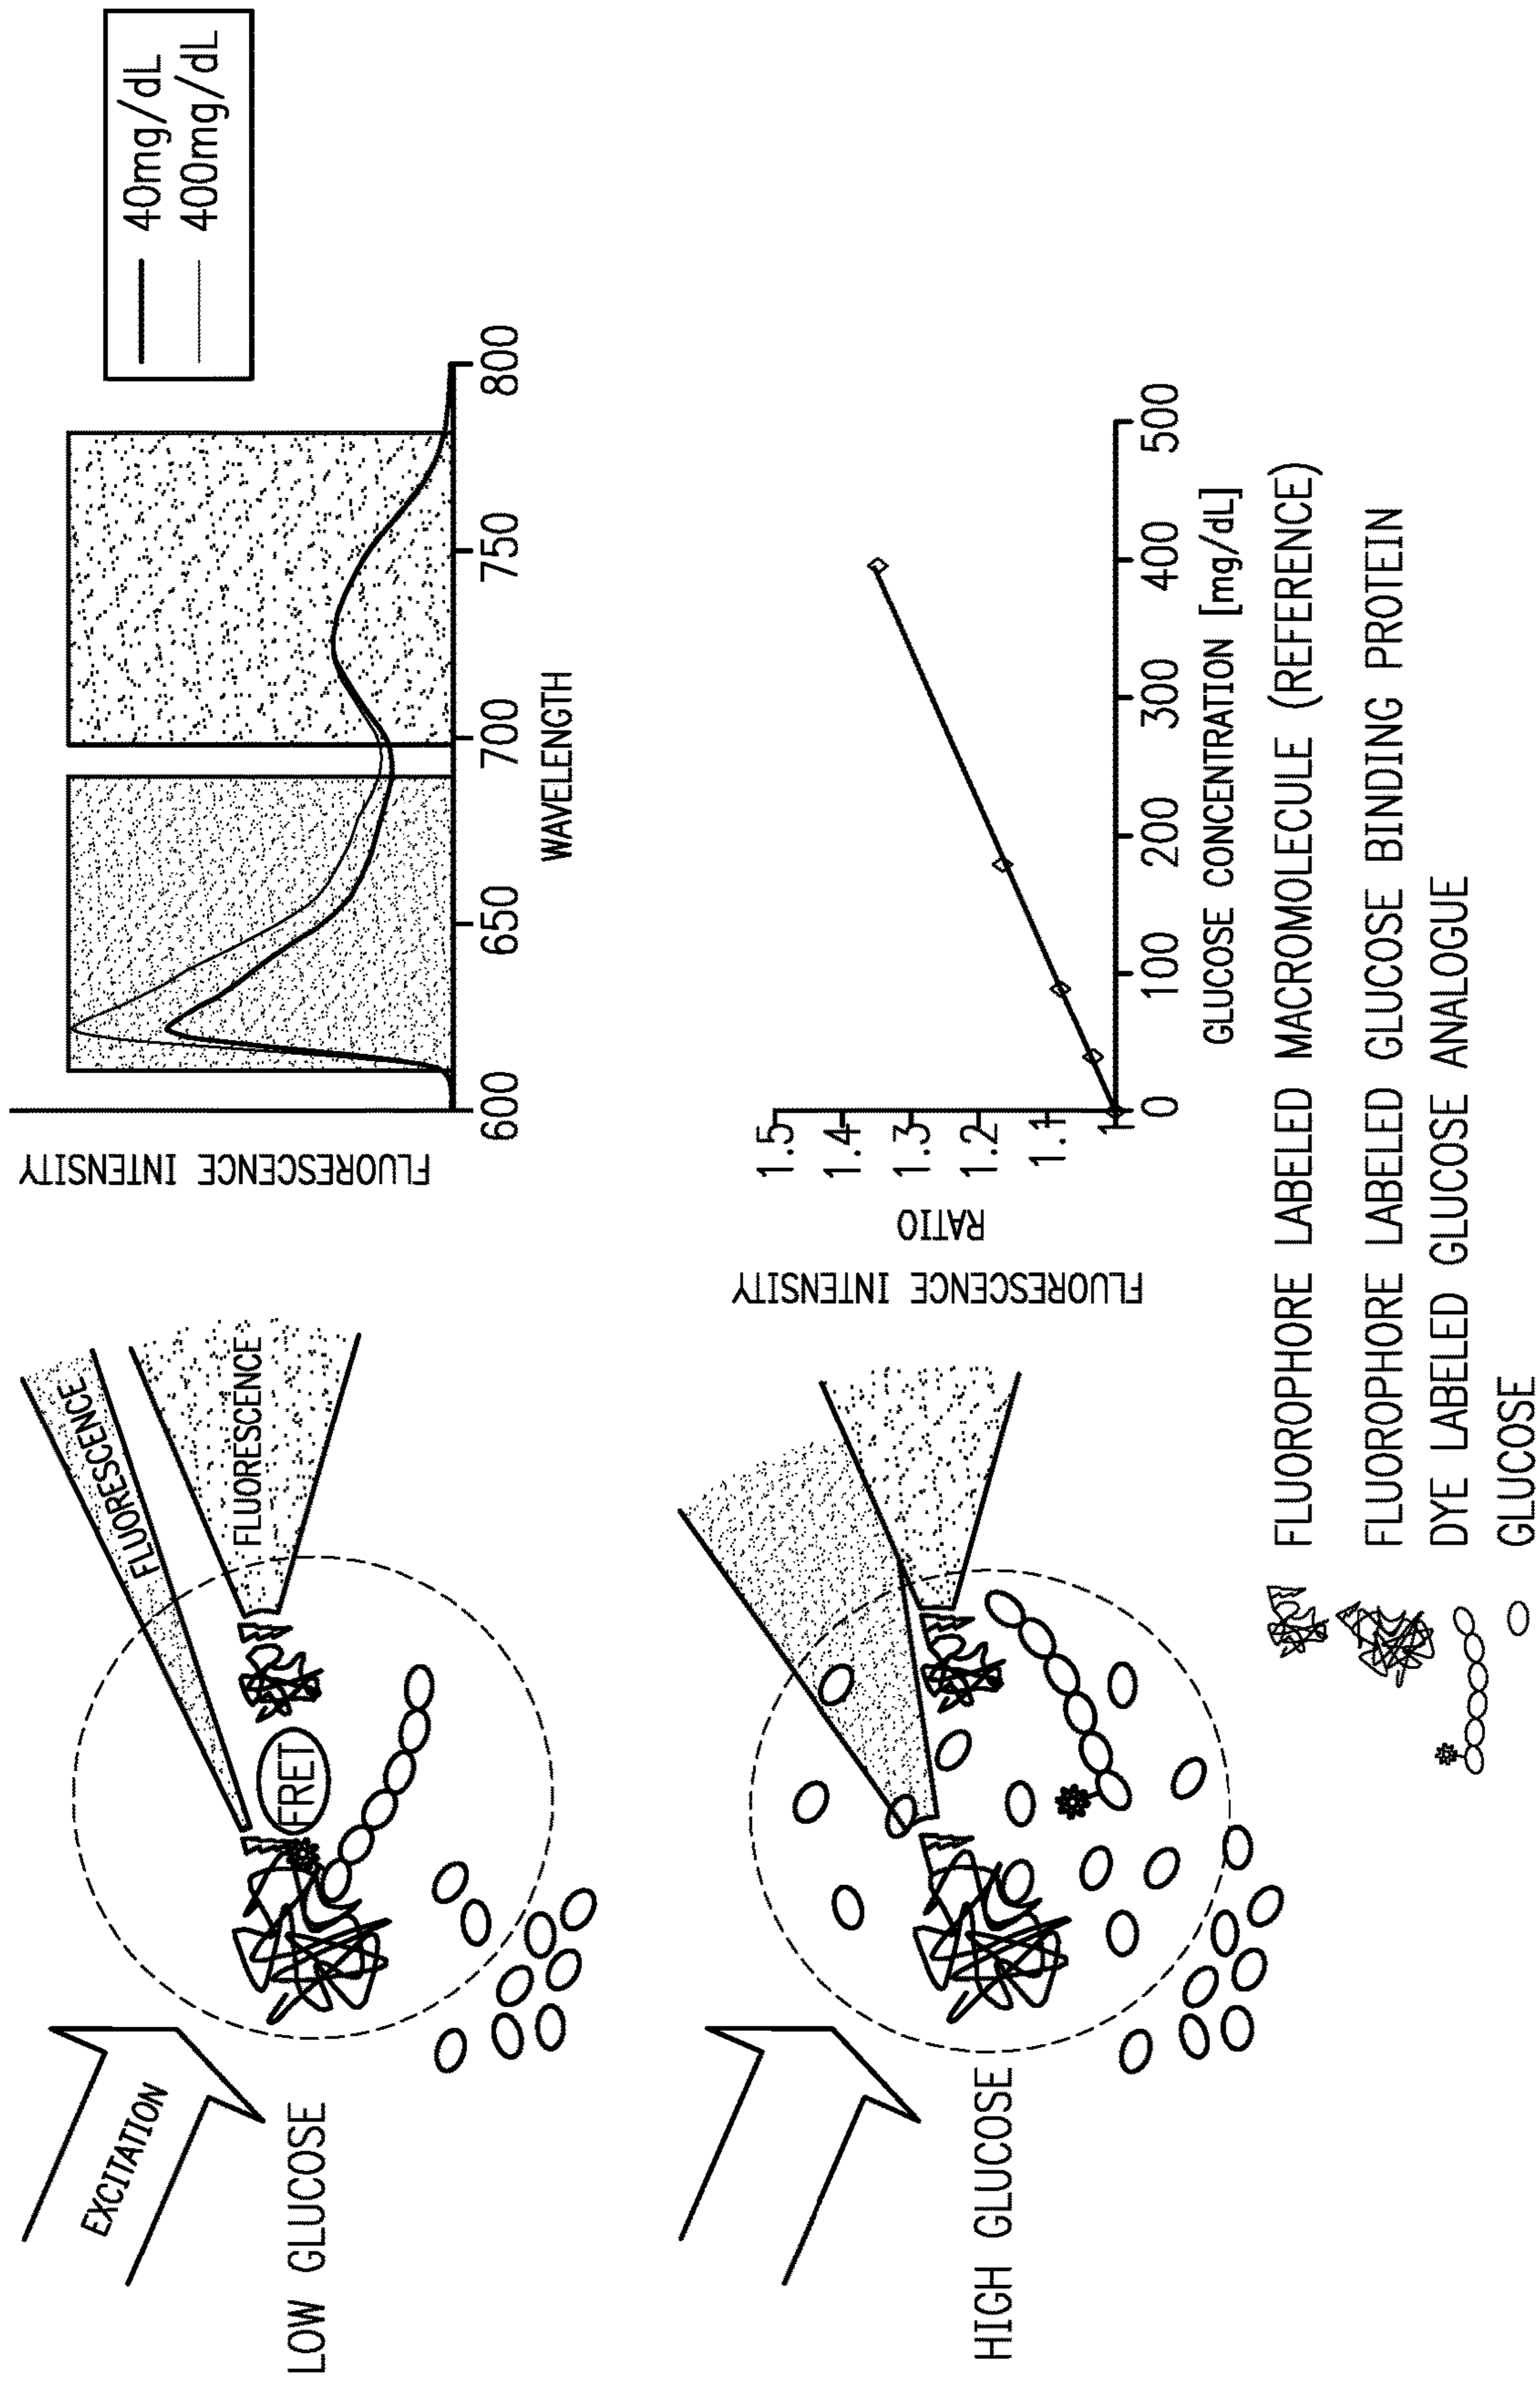 EXCITATION
LOW GLUCOSE
FRET
FLUORESCENCE
FLUORESCENCE
FLUORESCENCE INTENSITY
600
650
700
750
800
WAVELENGTH
40mg/dL
400mg/dL
HIGH GLUCOSE
FLUORESCENCE INTENSITY
RATIO
1.5
1.4
1.3
1.2
1.1
1
0
100
200
300
400
500
GLUCOSE CONCENTRATION [mg/dL]
FLUOROPHORE LABELED MACROMOLECULE (REFERENCE)
FLUOROPHORE LABELED GLUCOSE BINDING PROTEIN
DYE LABELED GLUCOSE ANALOGUE
GLUCOSE